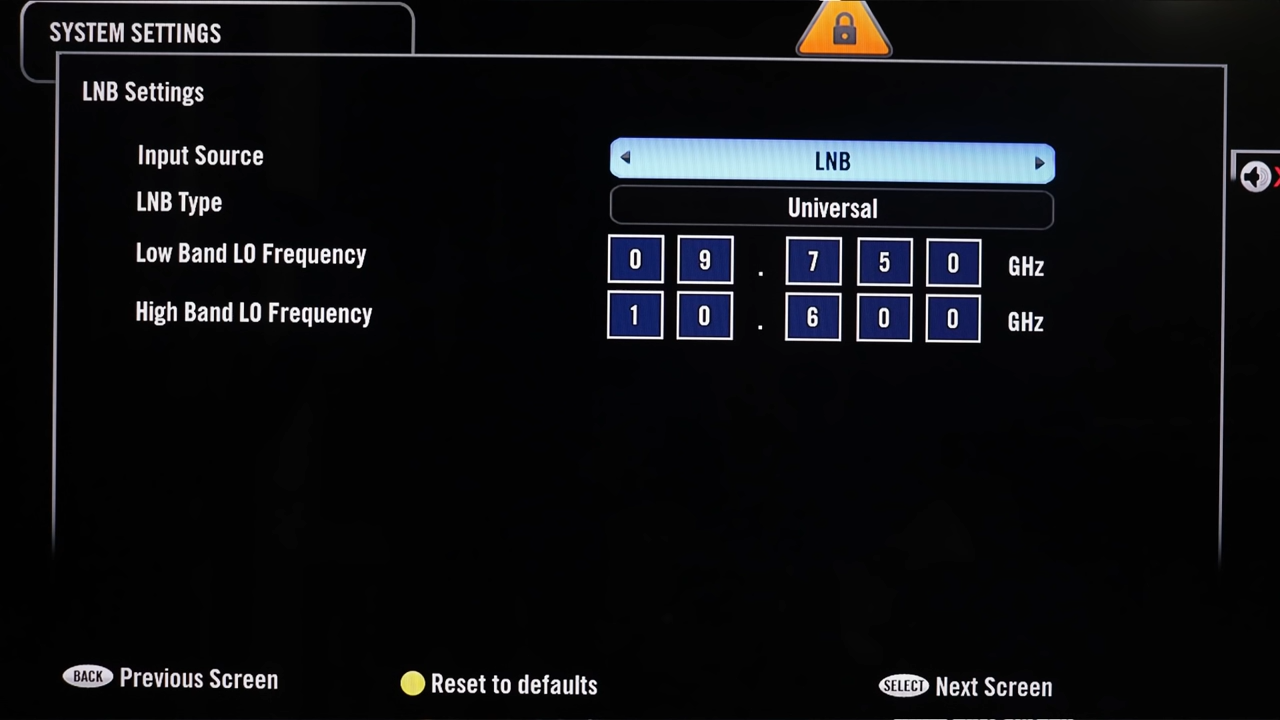 SYSTEM SETTINGS
LNB Settings
Input Source LNB
LNB Type Universal
Low Band LO Frequency 0 9 . 7 5 0 GHz
High Band LO Frequency 1 0 . 6 0 0 GHz
BACK Previous Screen Reset to defaults SELECT Next Screen